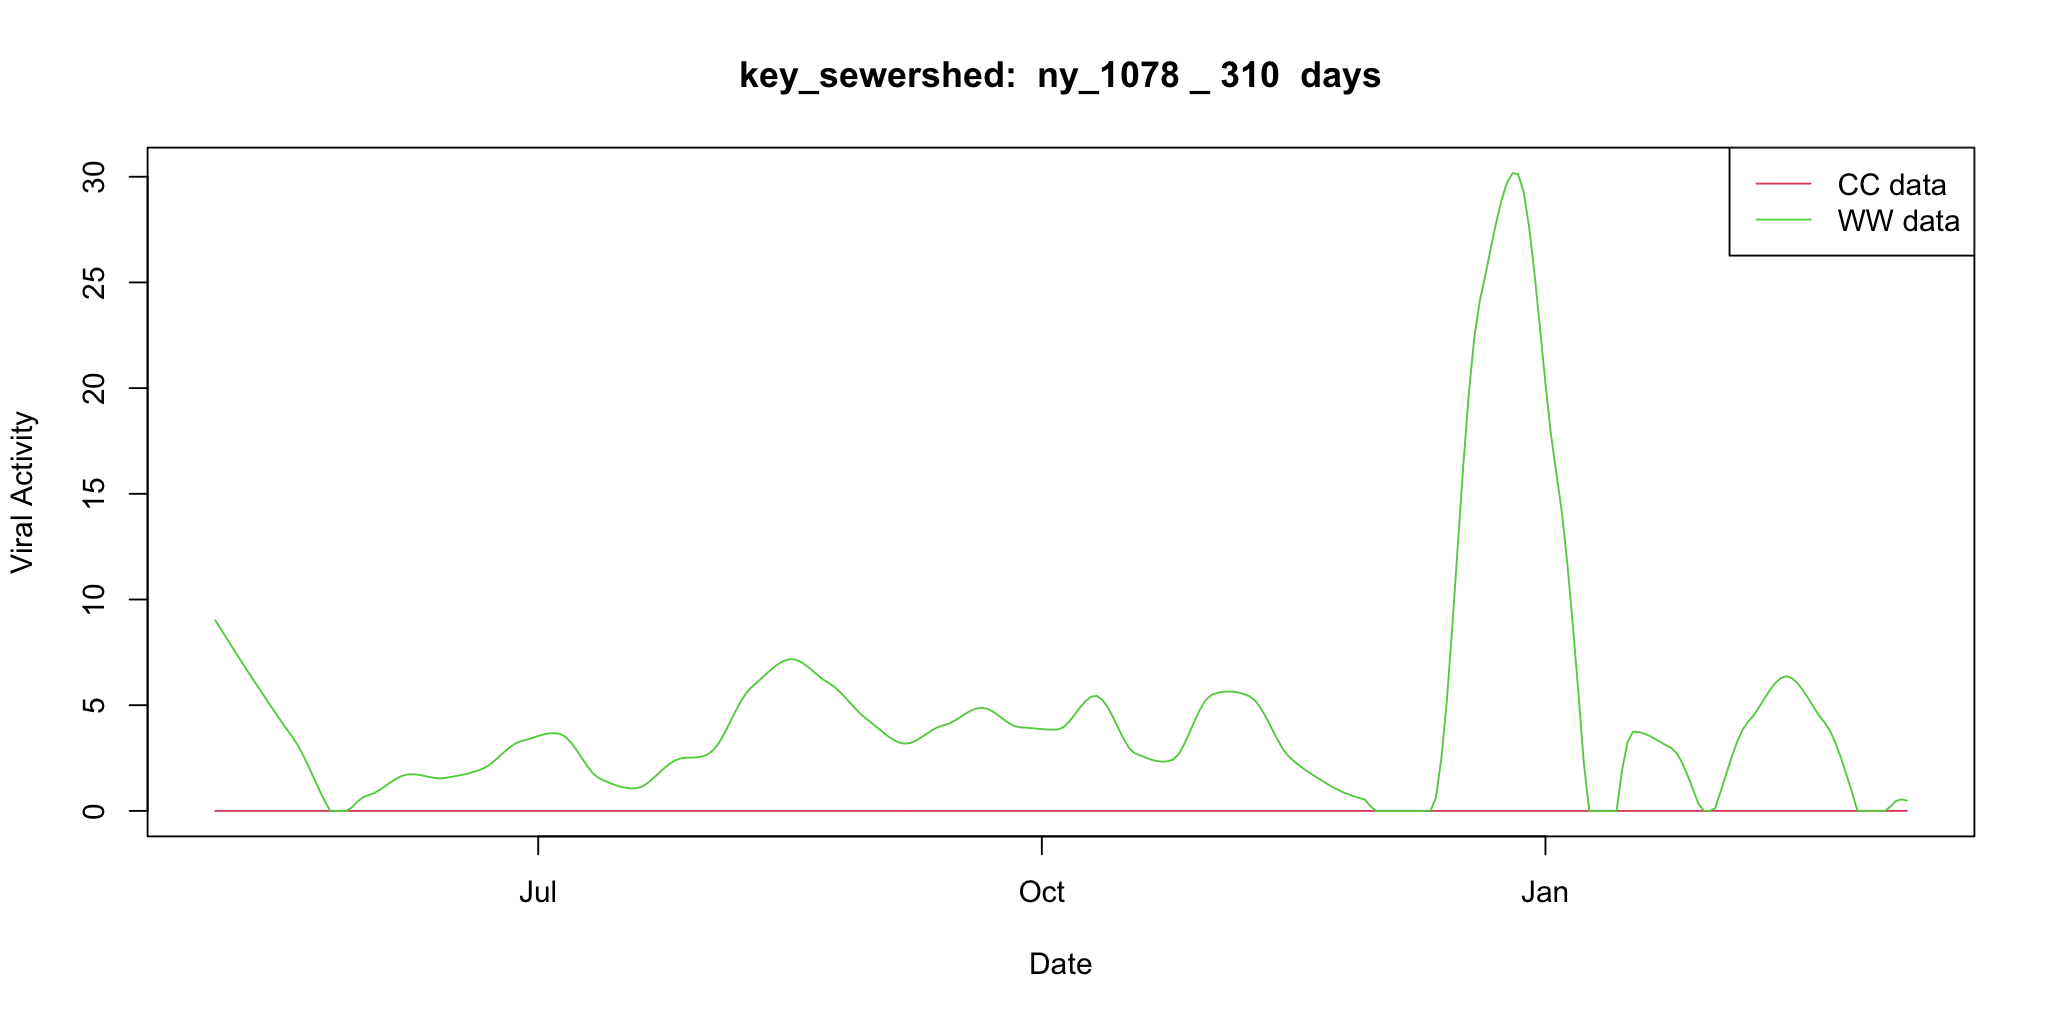 key_sewershed:  ny_1078 _ 310  days
CC data
WW data
Viral Activity
30
25
20
15
10
5
0
Jul
Oct
Jan
Date